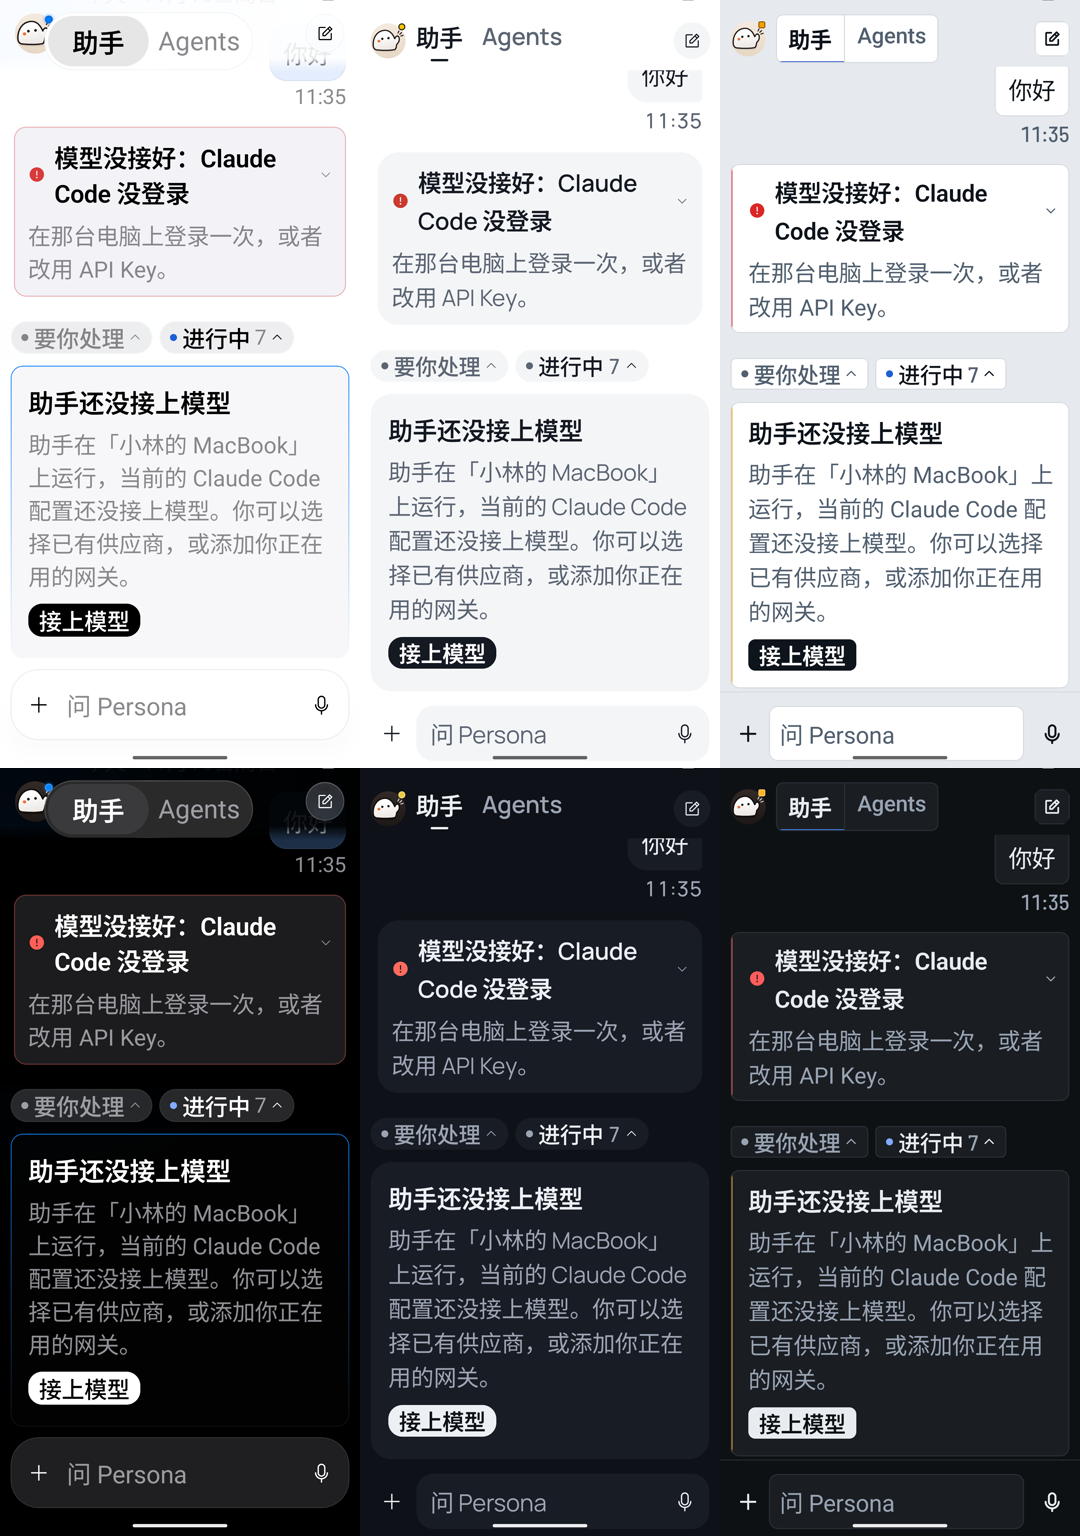 助手 Agents
你好
11:35
模型没接好：Claude
Code 没登录
在那台电脑上登录一次，或者
改用 API Key。
要你处理 进行中 7
助手还没接上模型
助手在「小林的 MacBook」
上运行，当前的 Claude Code
配置还没接上模型。你可以选
择已有供应商，或添加你正在
用的网关。
接上模型
问 Persona
助手 Agents
你好
11:35
模型没接好：Claude
Code 没登录
在那台电脑上登录一次，或者
改用 API Key。
要你处理 进行中 7
助手还没接上模型
助手在「小林的 MacBook」
上运行，当前的 Claude Code
配置还没接上模型。你可以选
择已有供应商，或添加你正在
用的网关。
接上模型
问 Persona
助手 Agents
你好
11:35
模型没接好：Claude
Code 没登录
在那台电脑上登录一次，或者
改用 API Key。
要你处理 进行中 7
助手还没接上模型
助手在「小林的 MacBook」上
运行，当前的 Claude Code 配
置还没接上模型。你可以选择
已有供应商，或添加你正在用
的网关。
接上模型
问 Persona
助手 Agents
你好
11:35
模型没接好：Claude
Code 没登录
在那台电脑上登录一次，或者
改用 API Key。
要你处理 进行中 7
助手还没接上模型
助手在「小林的 MacBook」
上运行，当前的 Claude Code
配置还没接上模型。你可以选
择已有供应商，或添加你正在
用的网关。
接上模型
问 Persona
助手 Agents
你好
11:35
模型没接好：Claude
Code 没登录
在那台电脑上登录一次，或者
改用 API Key。
要你处理 进行中 7
助手还没接上模型
助手在「小林的 MacBook」
上运行，当前的 Claude Code
配置还没接上模型。你可以选
择已有供应商，或添加你正在
用的网关。
接上模型
问 Persona
助手 Agents
你好
11:35
模型没接好：Claude
Code 没登录
在那台电脑上登录一次，或者
改用 API Key。
要你处理 进行中 7
助手还没接上模型
助手在「小林的 MacBook」上
运行，当前的 Claude Code 配
置还没接上模型。你可以选择
已有供应商，或添加你正在用
的网关。
接上模型
问 Persona